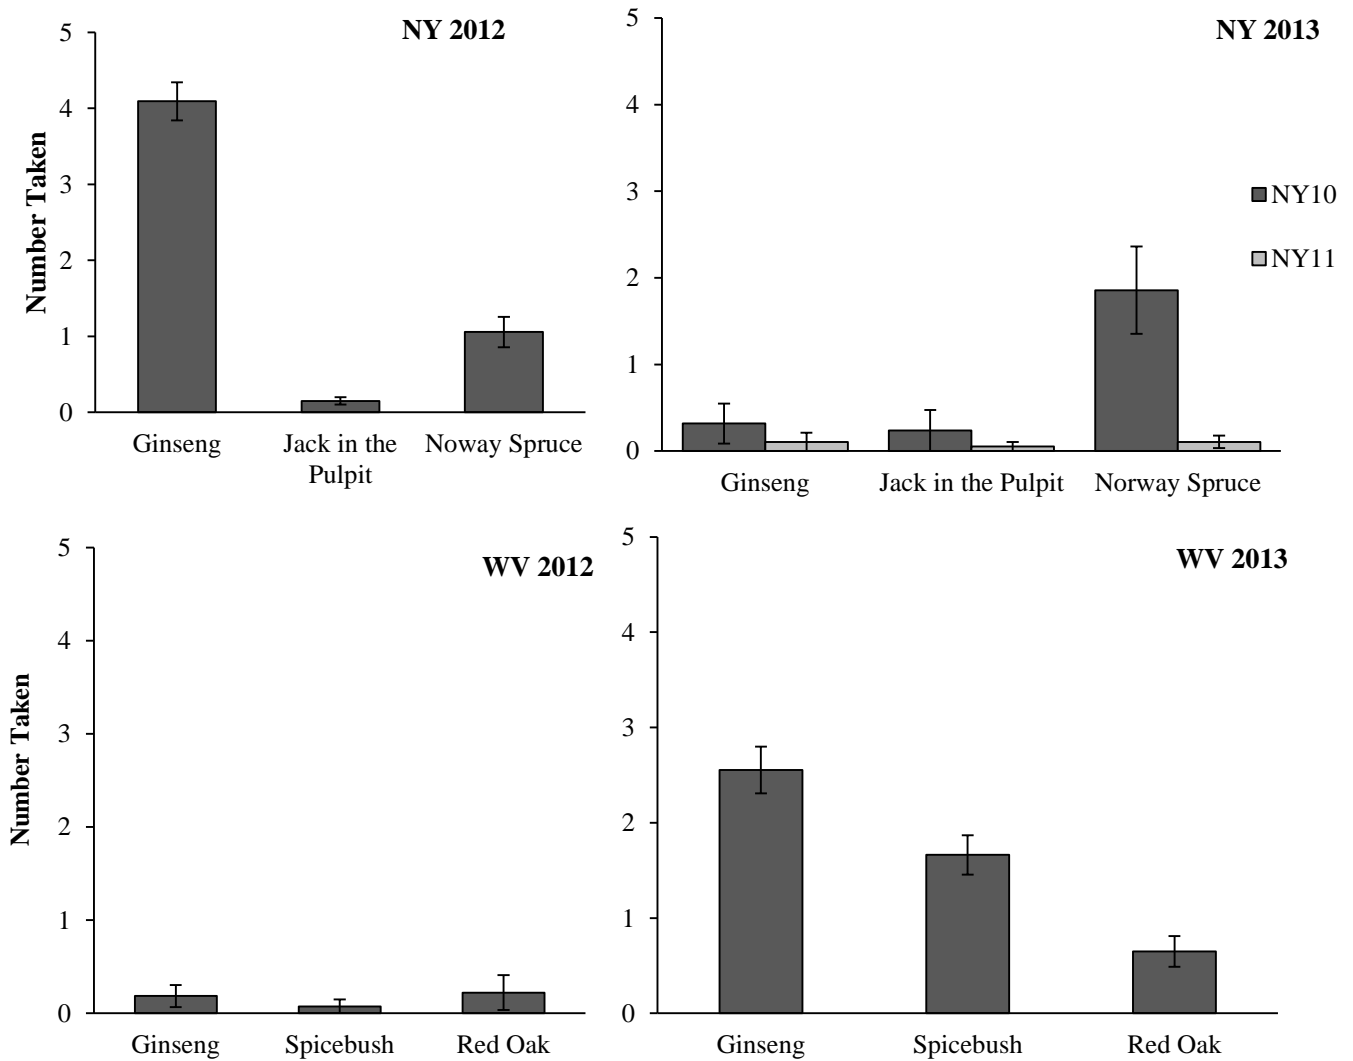 NY 2012
5
4
3
2
1
0
Number Taken
Ginseng
Jack in the
Pulpit
Noway Spruce
NY 2013
5
4
3
2
1
0
Ginseng
Jack in the Pulpit
Norway Spruce
NY10
NY11
WV 2012
5
4
3
2
1
0
Number Taken
Ginseng
Spicebush
Red Oak
WV 2013
5
4
3
2
1
0
Ginseng
Spicebush
Red Oak